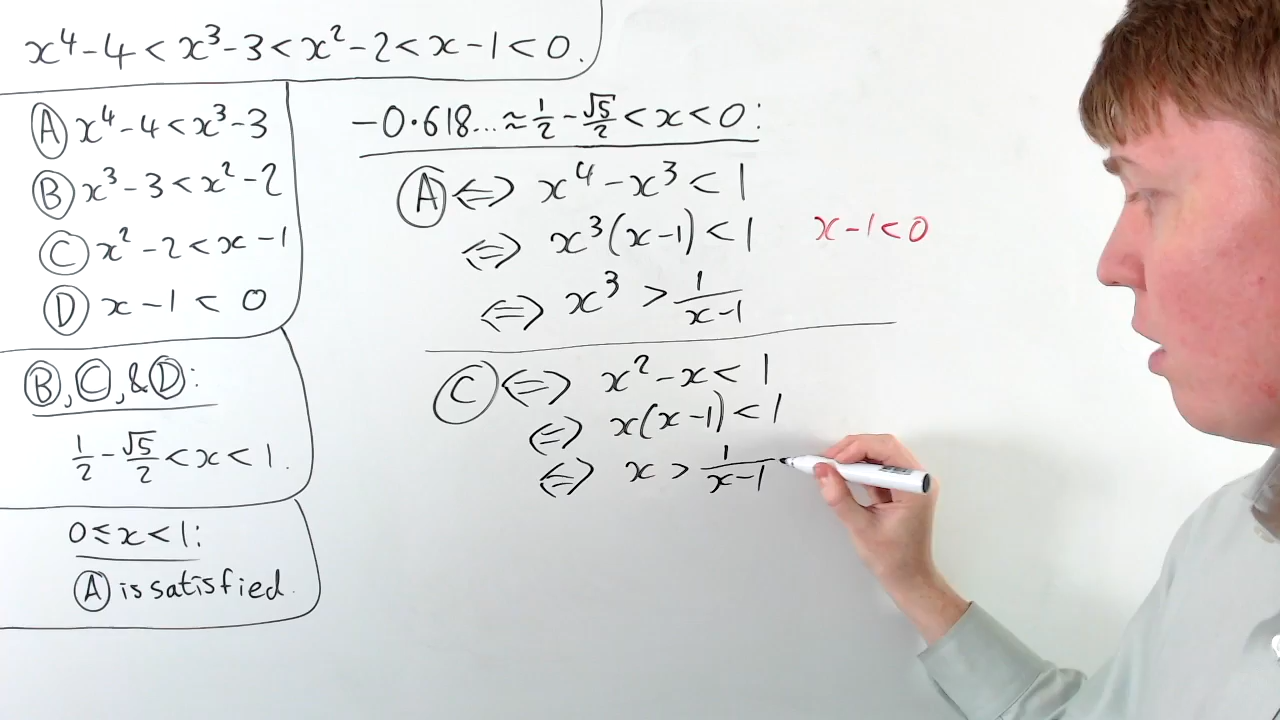 x⁴-4 < x³-3 < x²-2 < x-1 < 0.
Ⓐ x⁴-4 < x³-3
Ⓑ x³-3 < x²-2
Ⓒ x²-2 < x-1
Ⓓ x-1 < 0
Ⓑ, Ⓒ, & Ⓓ:
1/2 - √5/2 < x < 1.
0 ≤ x < 1:
Ⓐ is satisfied.
-0.618... ≈ 1/2 - √5/2 < x < 0:
Ⓐ ⇔ x⁴-x³ < 1
⇔ x³(x-1) < 1 x-1 < 0
⇔ x³ > 1/(x-1)
Ⓒ ⇔ x²-x < 1
⇔ x(x-1) < 1
⇔ x > 1/(x-1)